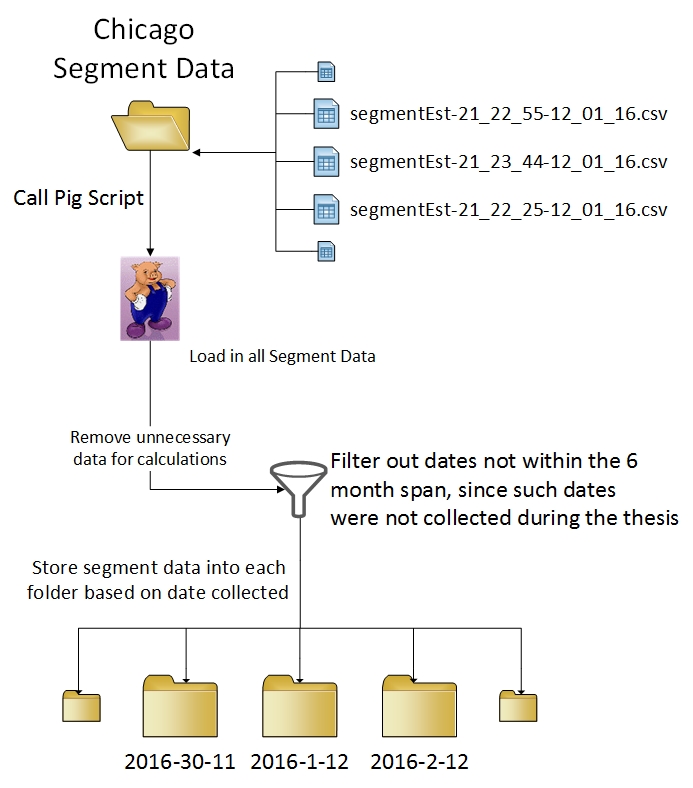 Chicago
Segment Data
segmentEst-21_22_55-12_01_16.csv
segmentEst-21_23_44-12_01_16.csv
segmentEst-21_22_25-12_01_16.csv
Call Pig Script
Load in all Segment Data
Remove unnecessary
data for calculations
Filter out dates not within the 6
month span, since such dates
were not collected during the thesis
Store segment data into each
folder based on date collected
2016-30-11
2016-1-12
2016-2-12